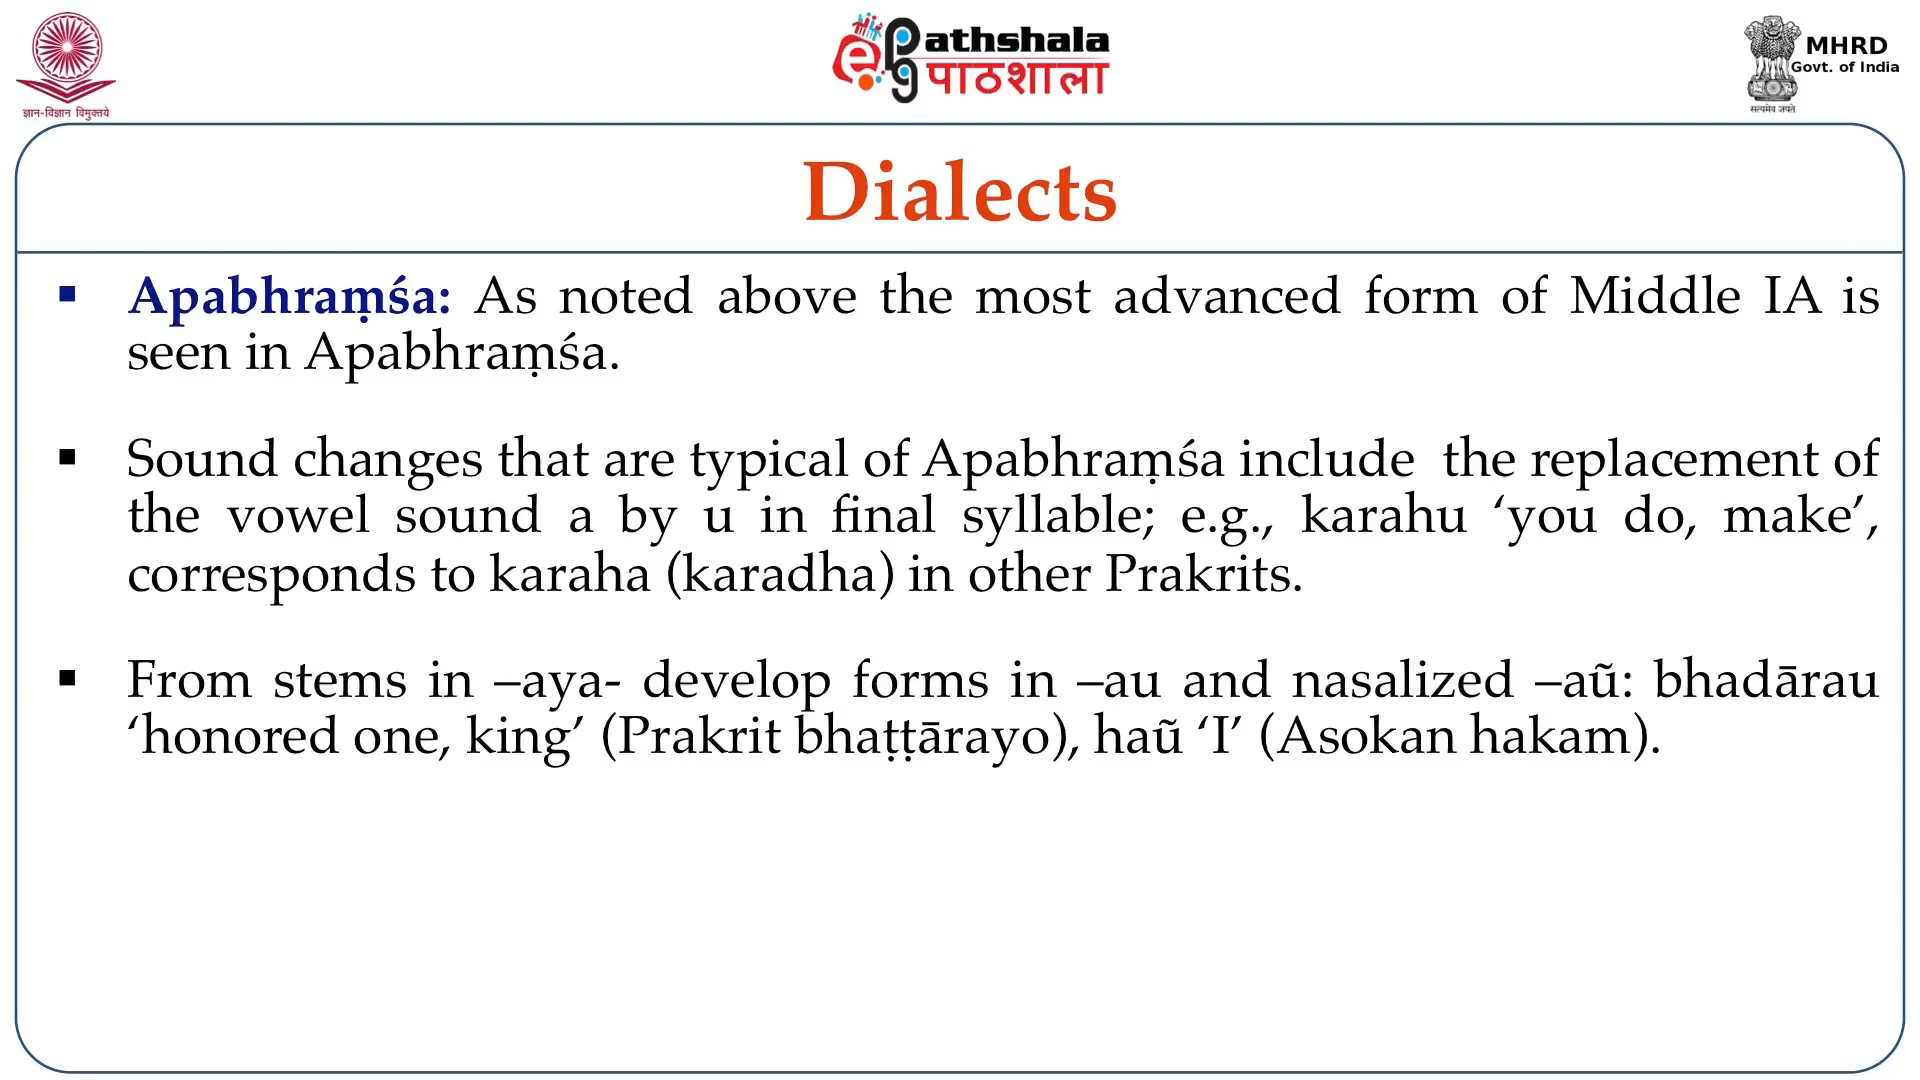 ज्ञान-विज्ञान विमुक्तये
e PG Pathshala
पाठशाला
MHRD
Govt. of India
सत्यमेव जयते
Dialects
▪ Apabhraṃśa: As noted above the most advanced form of Middle IA is
seen in Apabhraṃśa.
▪ Sound changes that are typical of Apabhraṃśa include the replacement of
the vowel sound a by u in final syllable; e.g., karahu ‘you do, make’,
corresponds to karaha (karadha) in other Prakrits.
▪ From stems in –aya- develop forms in –au and nasalized –aũ: bhadārau
‘honored one, king’ (Prakrit bhaṭṭārayo), haũ ‘I’ (Asokan hakam).